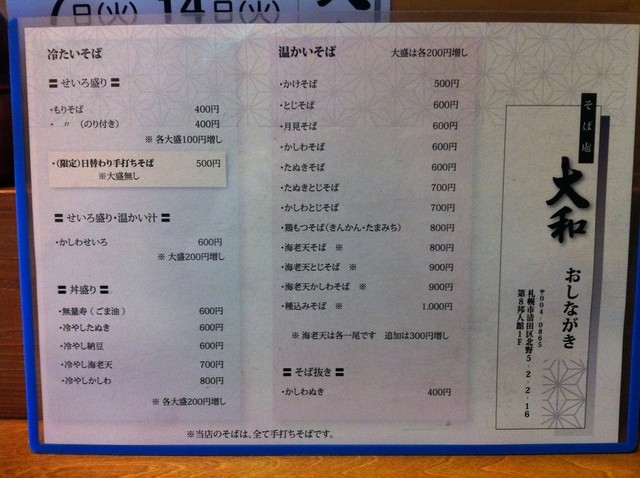 日(火) 14日(火)
冷たいそば
〓 せいろ盛り 〓
・もりそば 400円
・ 〃 (のり付き) 400円
※ 各大盛100円増し
・(限定)日替わり手打ちそば 500円
※大盛無し
〓 せいろ盛り・温かい汁 〓
・かしわせいろ 600円
※ 大盛200円増し
〓 丼盛り 〓
・無量寿(ごま油) 600円
・冷やしたぬき 600円
・冷やし納豆 600円
・冷やし海老天 700円
・冷やしかしわ 800円
※ 各大盛200円増し
温かいそば 大盛は各200円増し
・かけそば 500円
・とじそば 600円
・月見そば 600円
・かしわそば 600円
・たぬきそば 600円
・たぬきとじそば 700円
・かしわとじそば 700円
・鶏もつそば(きんかん・たまみち) 800円
・海老天そば ※ 800円
・海老天とじそば ※ 900円
・海老天かしわそば ※ 900円
・種込みそば ※ 1,000円
※ 海老天は各一尾です 追加は300円増し
〓 そば抜き 〓
・かしわぬき 400円
※当店のそばは、全て手打ちそばです。
そば庵
大和
おしながき
〒004-0865
札幌市清田区北野5-2-2-16
第8邦人館1F